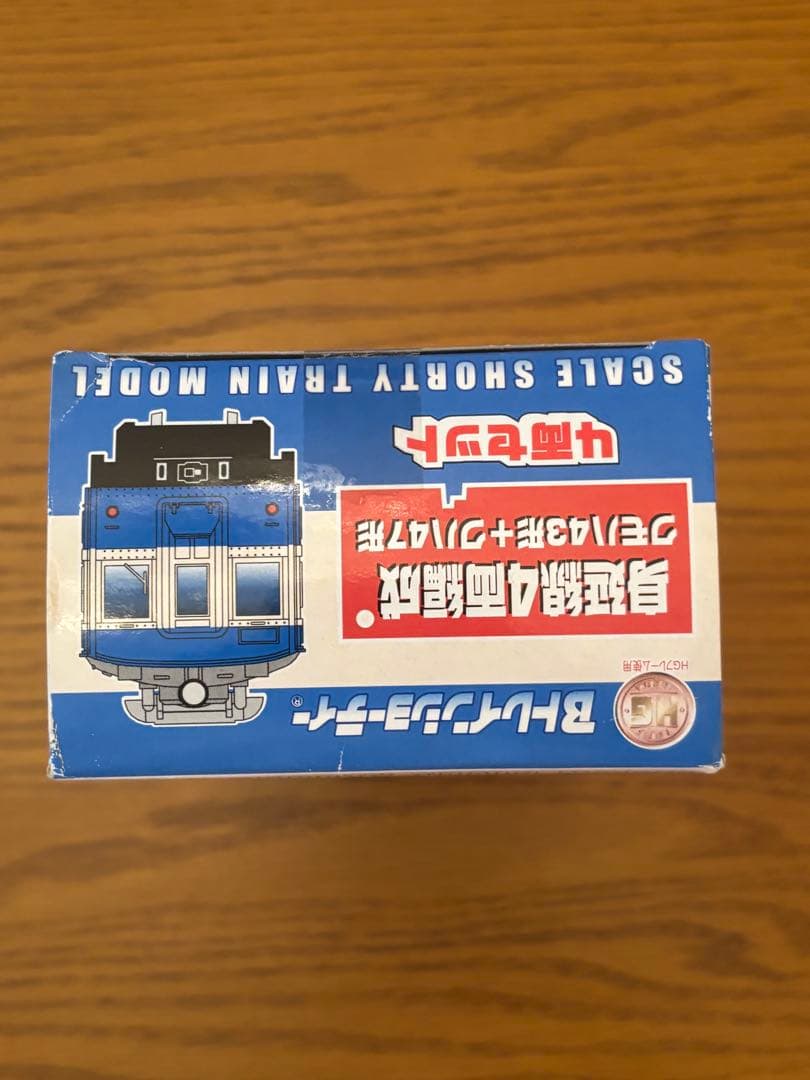 Bトレインショーティー®
HG
HGフレーム使用
身延線4両編成
クモハ43形+クハ47形
4両セット
SCALE SHORTY TRAIN MODEL